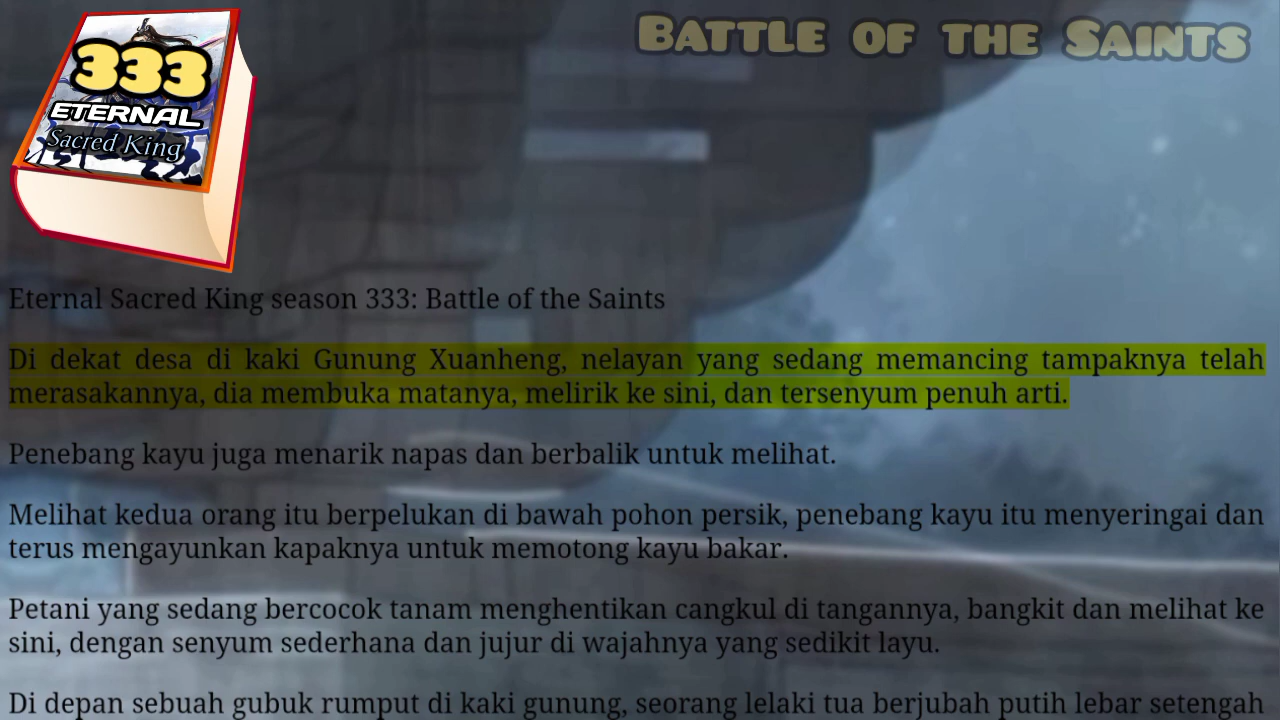 Battle of the Saints
333
ETERNAL
Sacred King
Eternal Sacred King season 333: Battle of the Saints
Di dekat desa di kaki Gunung Xuanheng, nelayan yang sedang memancing tampaknya telah
merasakannya, dia membuka matanya, melirik ke sini, dan tersenyum penuh arti.
Penebang kayu juga menarik napas dan berbalik untuk melihat.
Melihat kedua orang itu berpelukan di bawah pohon persik, penebang kayu itu menyeringai dan
terus mengayunkan kapaknya untuk memotong kayu bakar.
Petani yang sedang bercocok tanam menghentikan cangkul di tangannya, bangkit dan melihat ke
sini, dengan senyum sederhana dan jujur di wajahnya yang sedikit layu.
Di depan sebuah gubuk rumput di kaki gunung, seorang lelaki tua berjubah putih lebar setengah